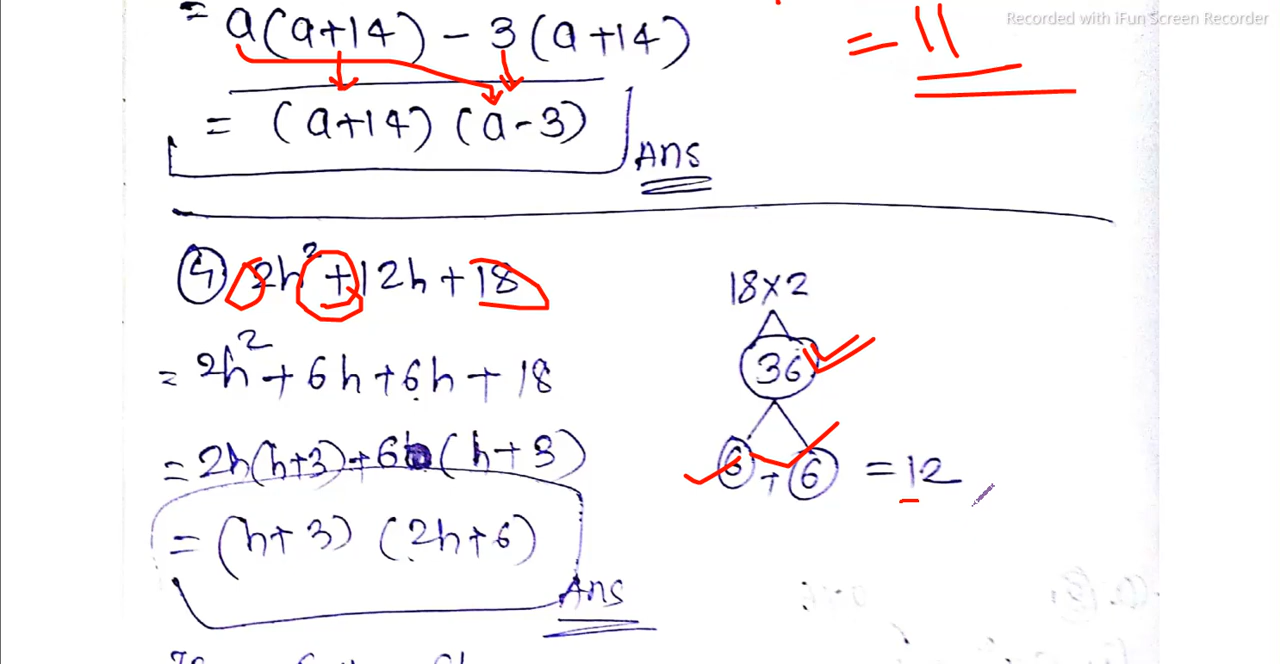 Recorded with iFun Screen Recorder
= a(a+14) - 3(a+14)
= 11
= (a+14) (a-3)
Ans
④ 2h²+12h+18
= 2h²+6h+6h+18
= 2h(h+3)+6(h+3)
= (h+3) (2h+6)
Ans
18×2
36
6+6 = 12